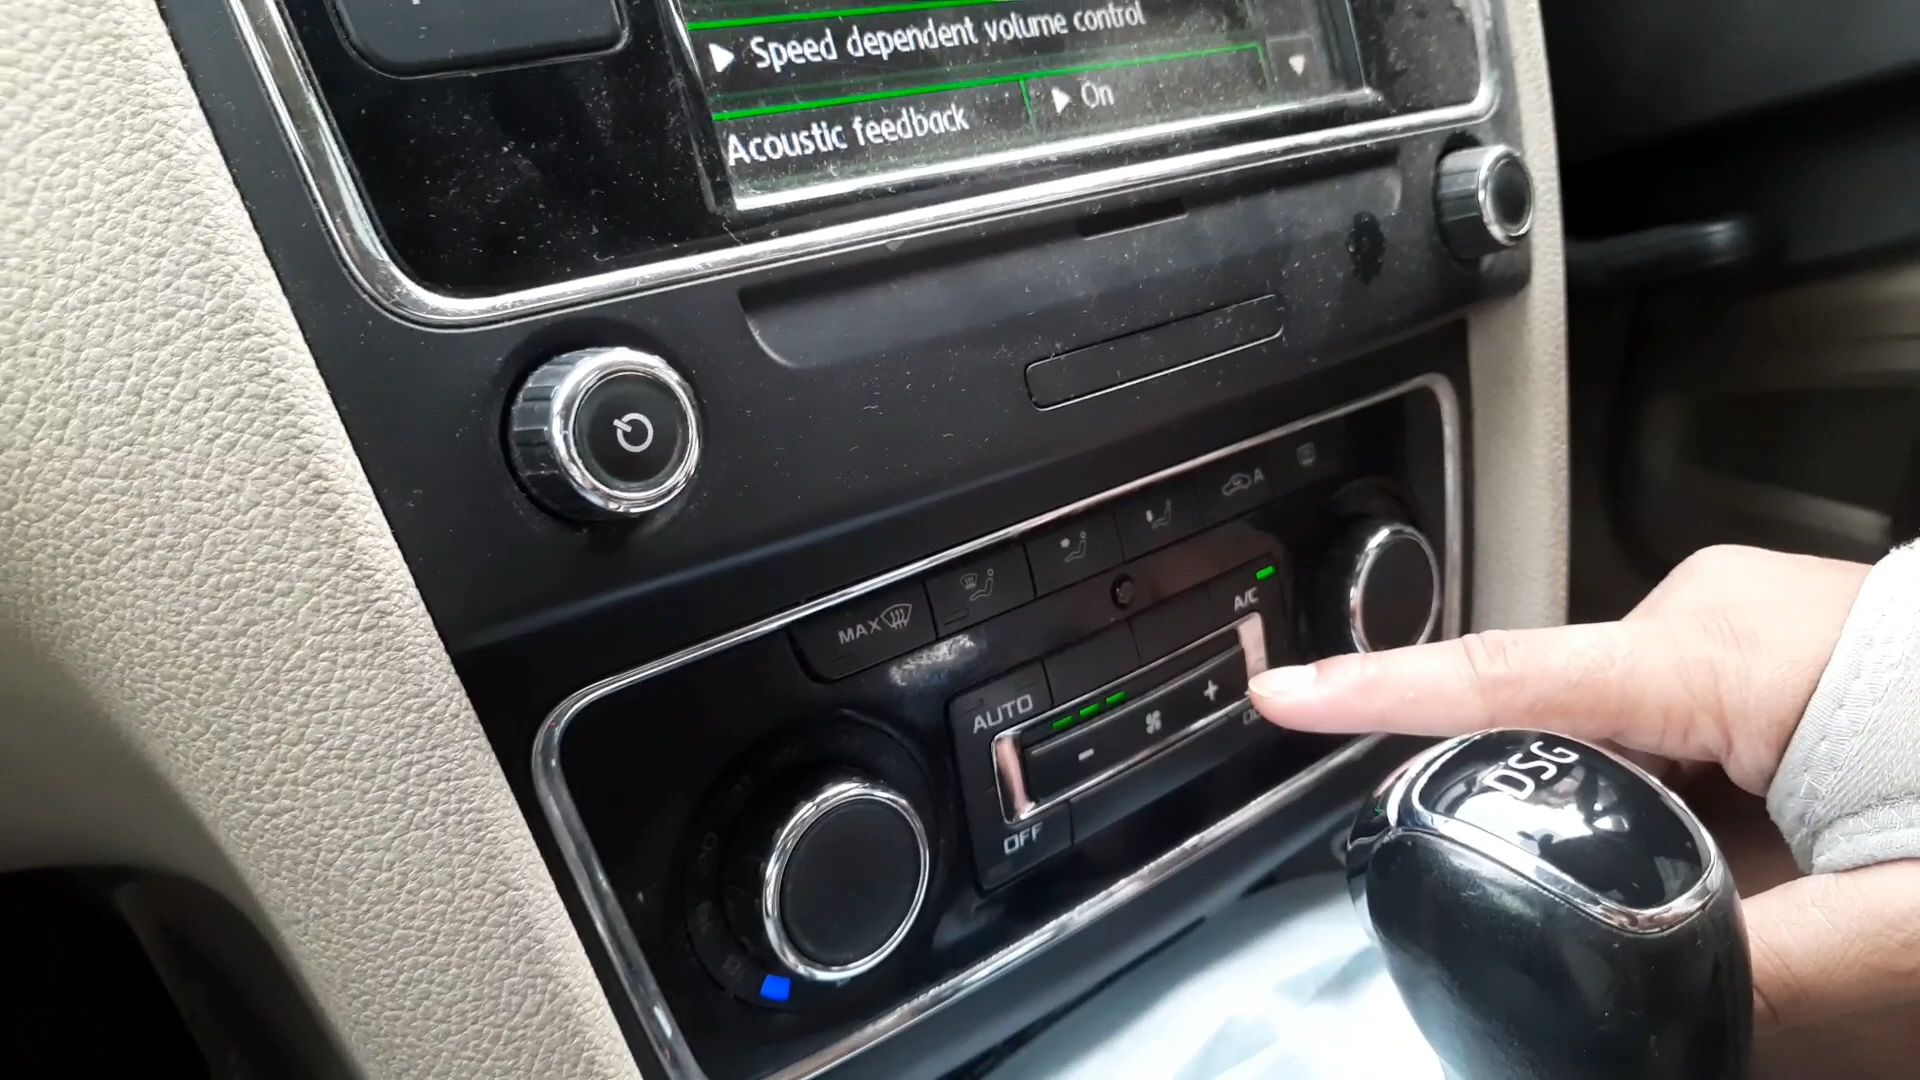 Speed dependent volume control
Acoustic feedback
On
A
MAX
A/C
AUTO
+
-
OFF
DSG